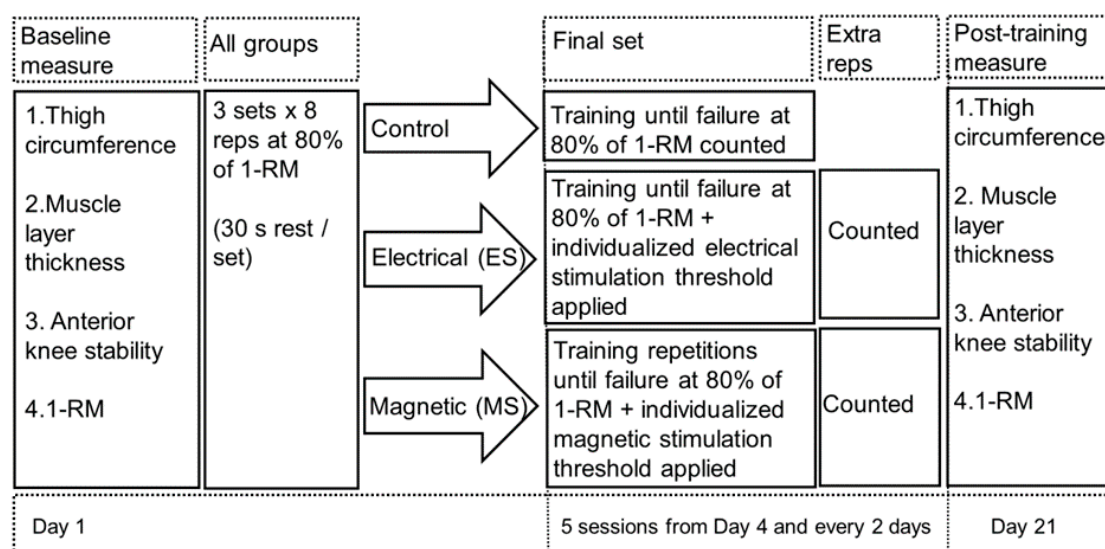 Baseline
measure
All groups
Final set
Extra
reps
Post-training
measure
1.Thigh
circumference
2.Muscle
layer
thickness
3. Anterior
knee stability
4.1-RM
3 sets x 8
reps at 80%
of 1-RM
(30 s rest /
set)
Control
Electrical (ES)
Magnetic (MS)
Training until failure at
80% of 1-RM counted
Training until failure at
80% of 1-RM +
individualized electrical
stimulation threshold
applied
Counted
Training repetitions
until failure at 80% of
1-RM + individualized
magnetic stimulation
threshold applied
Counted
1.Thigh
circumference
2. Muscle
layer
thickness
3. Anterior
knee stability
4.1-RM
Day 1
5 sessions from Day 4 and every 2 days
Day 21